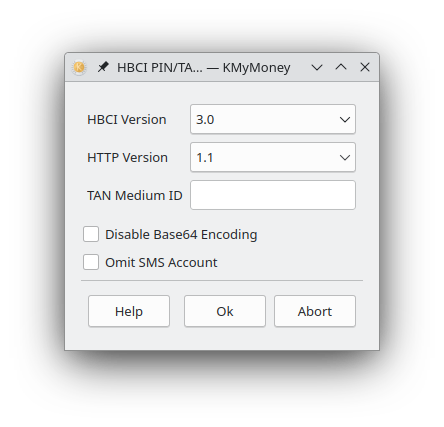 HBCI PIN/TA... — KMyMoney
HBCI Version 3.0
HTTP Version 1.1
TAN Medium ID
Disable Base64 Encoding
Omit SMS Account
Help Ok Abort